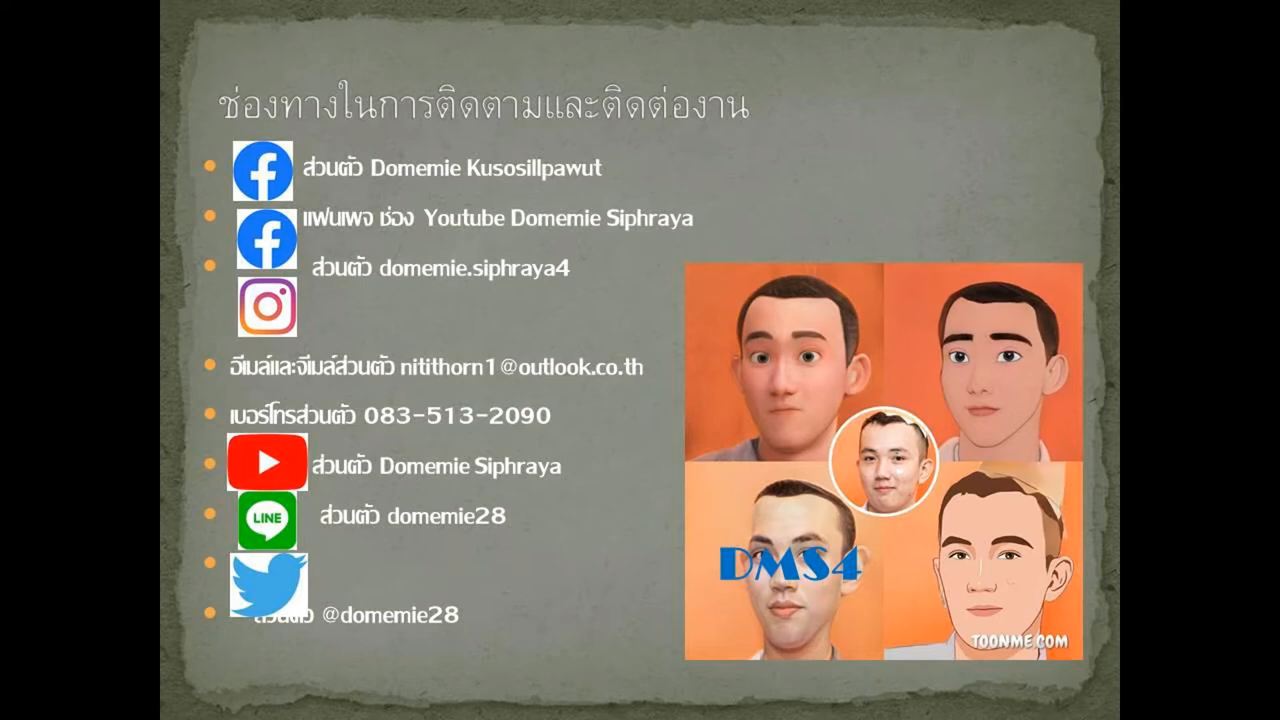 ช่องทางในการติดตามและติดต่องาน
ส่วนตัว Domemie Kusosillpawut
แฟนเพจ ช่อง Youtube Domemie Siphraya
ส่วนตัว domemie.siphraya4
อีเมล์และจีเมล์ส่วนตัว nitithorn1@outlook.co.th
เบอร์โทรส่วนตัว 083-513-2090
ส่วนตัว Domemie Siphraya
LINE
ส่วนตัว domemie28
ส่วนตัว @domemie28
DMS4
TOONME.COM